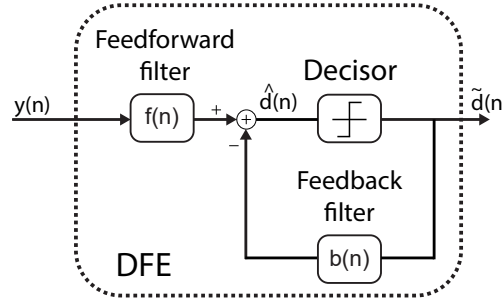 Feedforward
filter
Decisor
y(n)
f(n)
+
+
^d(n)
~d(n
−
Feedback
filter
b(n)
DFE